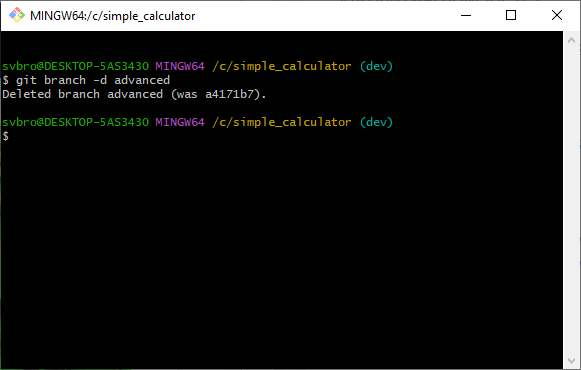 MINGW64:/c/simple_calculator
svbro@DESKTOP-5AS3430 MINGW64 /c/simple_calculator (dev)
$ git branch -d advanced
Deleted branch advanced (was a4171b7).
svbro@DESKTOP-5AS3430 MINGW64 /c/simple_calculator (dev)
$